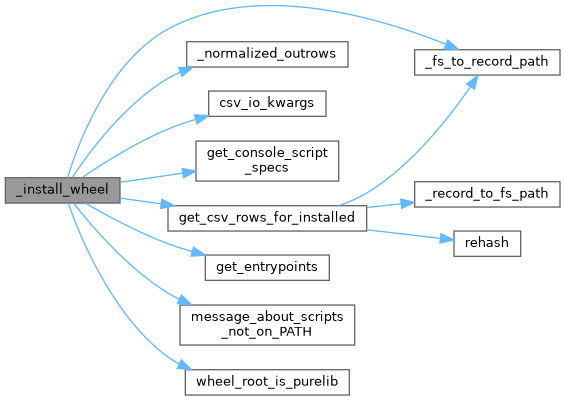 _install_wheel
_normalized_outrows
csv_io_kwargs
get_console_script
_specs
get_csv_rows_for_installed
get_entrypoints
message_about_scripts
_not_on_PATH
wheel_root_is_purelib
_fs_to_record_path
_record_to_fs_path
rehash